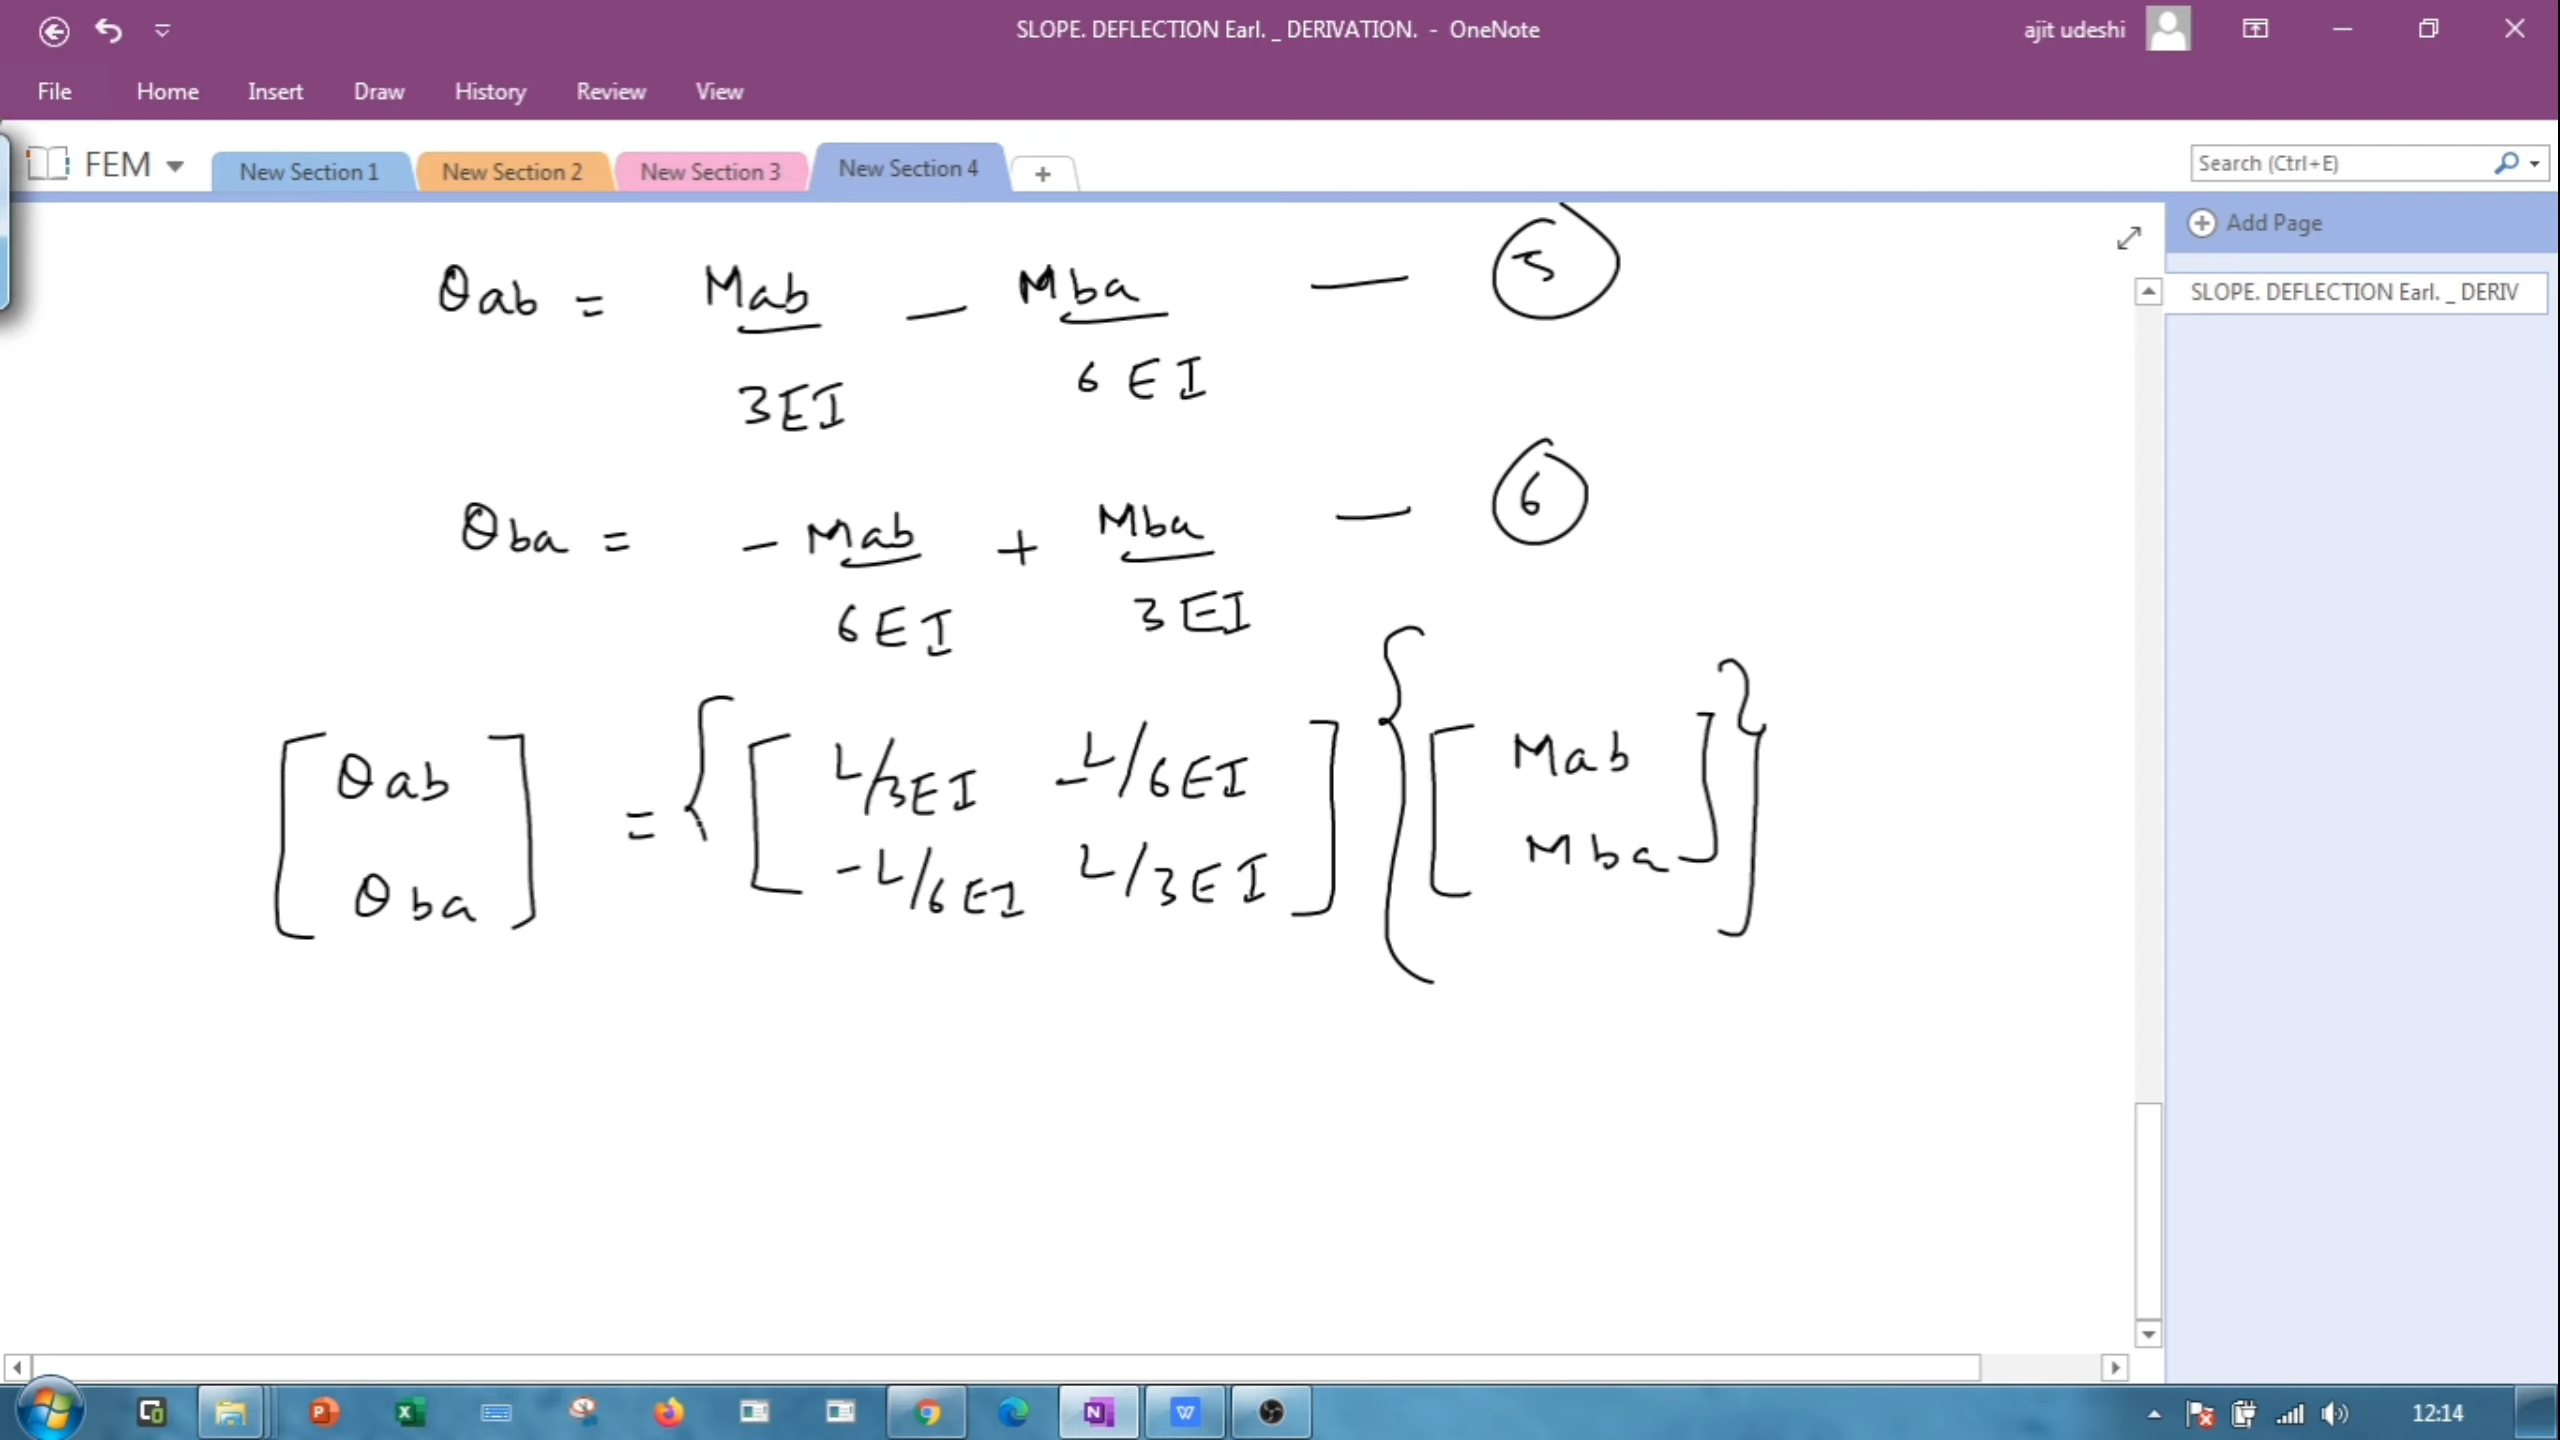 SLOPE. DEFLECTION Earl. _ DERIVATION. - OneNote
ajit udeshi
File Home Insert Draw History Review View
FEM New Section 1 New Section 2 New Section 3 New Section 4 +
Search (Ctrl+E)
Add Page
SLOPE. DEFLECTION Earl. _ DERIV
θab = Mab/3EI − Mba/6EI — 5
θba = − Mab/6EI + Mba/3EI — 6
[ θab ] = { [ L/3EI −L/6EI ] { [ Mab ] }
[ θba ] [ -L/6EI L/3EI ] [ Mba ]
12:14